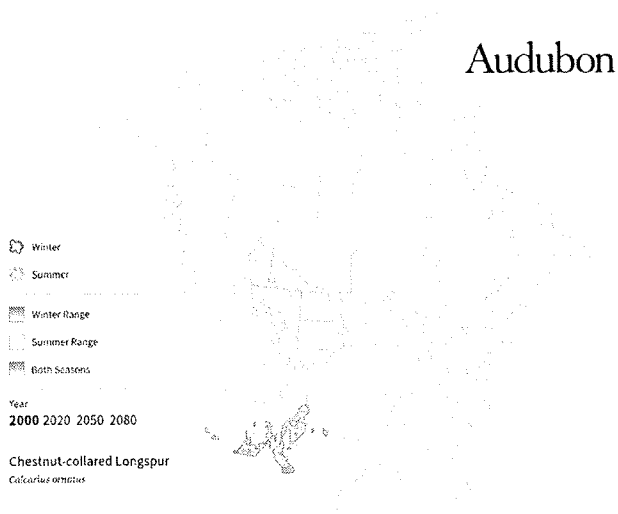 Audubon
Winter
Summer
Winter Range
Summer Range
Both Seasons
Year
2000 2020 2050 2080
Chestnut-collared Longspur
Calcarius ornatus